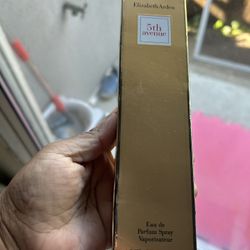 Elizabeth Arden
5th
avenue
Eau de
Parfum Spray
Vaporisateur